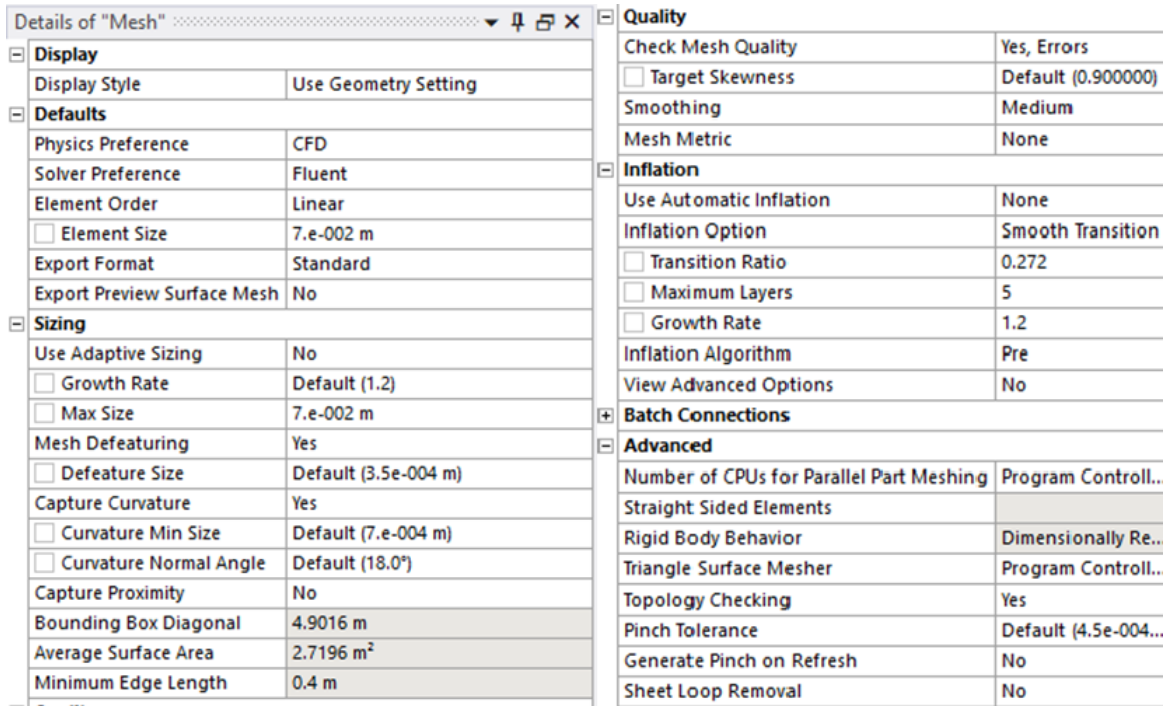 Details of "Mesh"
Display
Display Style Use Geometry Setting
Defaults
Physics Preference CFD
Solver Preference Fluent
Element Order Linear
Element Size 7.e-002 m
Export Format Standard
Export Preview Surface Mesh No
Sizing
Use Adaptive Sizing No
Growth Rate Default (1.2)
Max Size 7.e-002 m
Mesh Defeaturing Yes
Defeature Size Default (3.5e-004 m)
Capture Curvature Yes
Curvature Min Size Default (7.e-004 m)
Curvature Normal Angle Default (18.0°)
Capture Proximity No
Bounding Box Diagonal 4.9016 m
Average Surface Area 2.7196 m²
Minimum Edge Length 0.4 m
Quality
Check Mesh Quality Yes, Errors
Target Skewness Default (0.900000)
Smoothing Medium
Mesh Metric None
Inflation
Use Automatic Inflation None
Inflation Option Smooth Transition
Transition Ratio 0.272
Maximum Layers 5
Growth Rate 1.2
Inflation Algorithm Pre
View Advanced Options No
Batch Connections
Advanced
Number of CPUs for Parallel Part Meshing Program Controll...
Straight Sided Elements
Rigid Body Behavior Dimensionally Re...
Triangle Surface Mesher Program Controll...
Topology Checking Yes
Pinch Tolerance Default (4.5e-004...
Generate Pinch on Refresh No
Sheet Loop Removal No